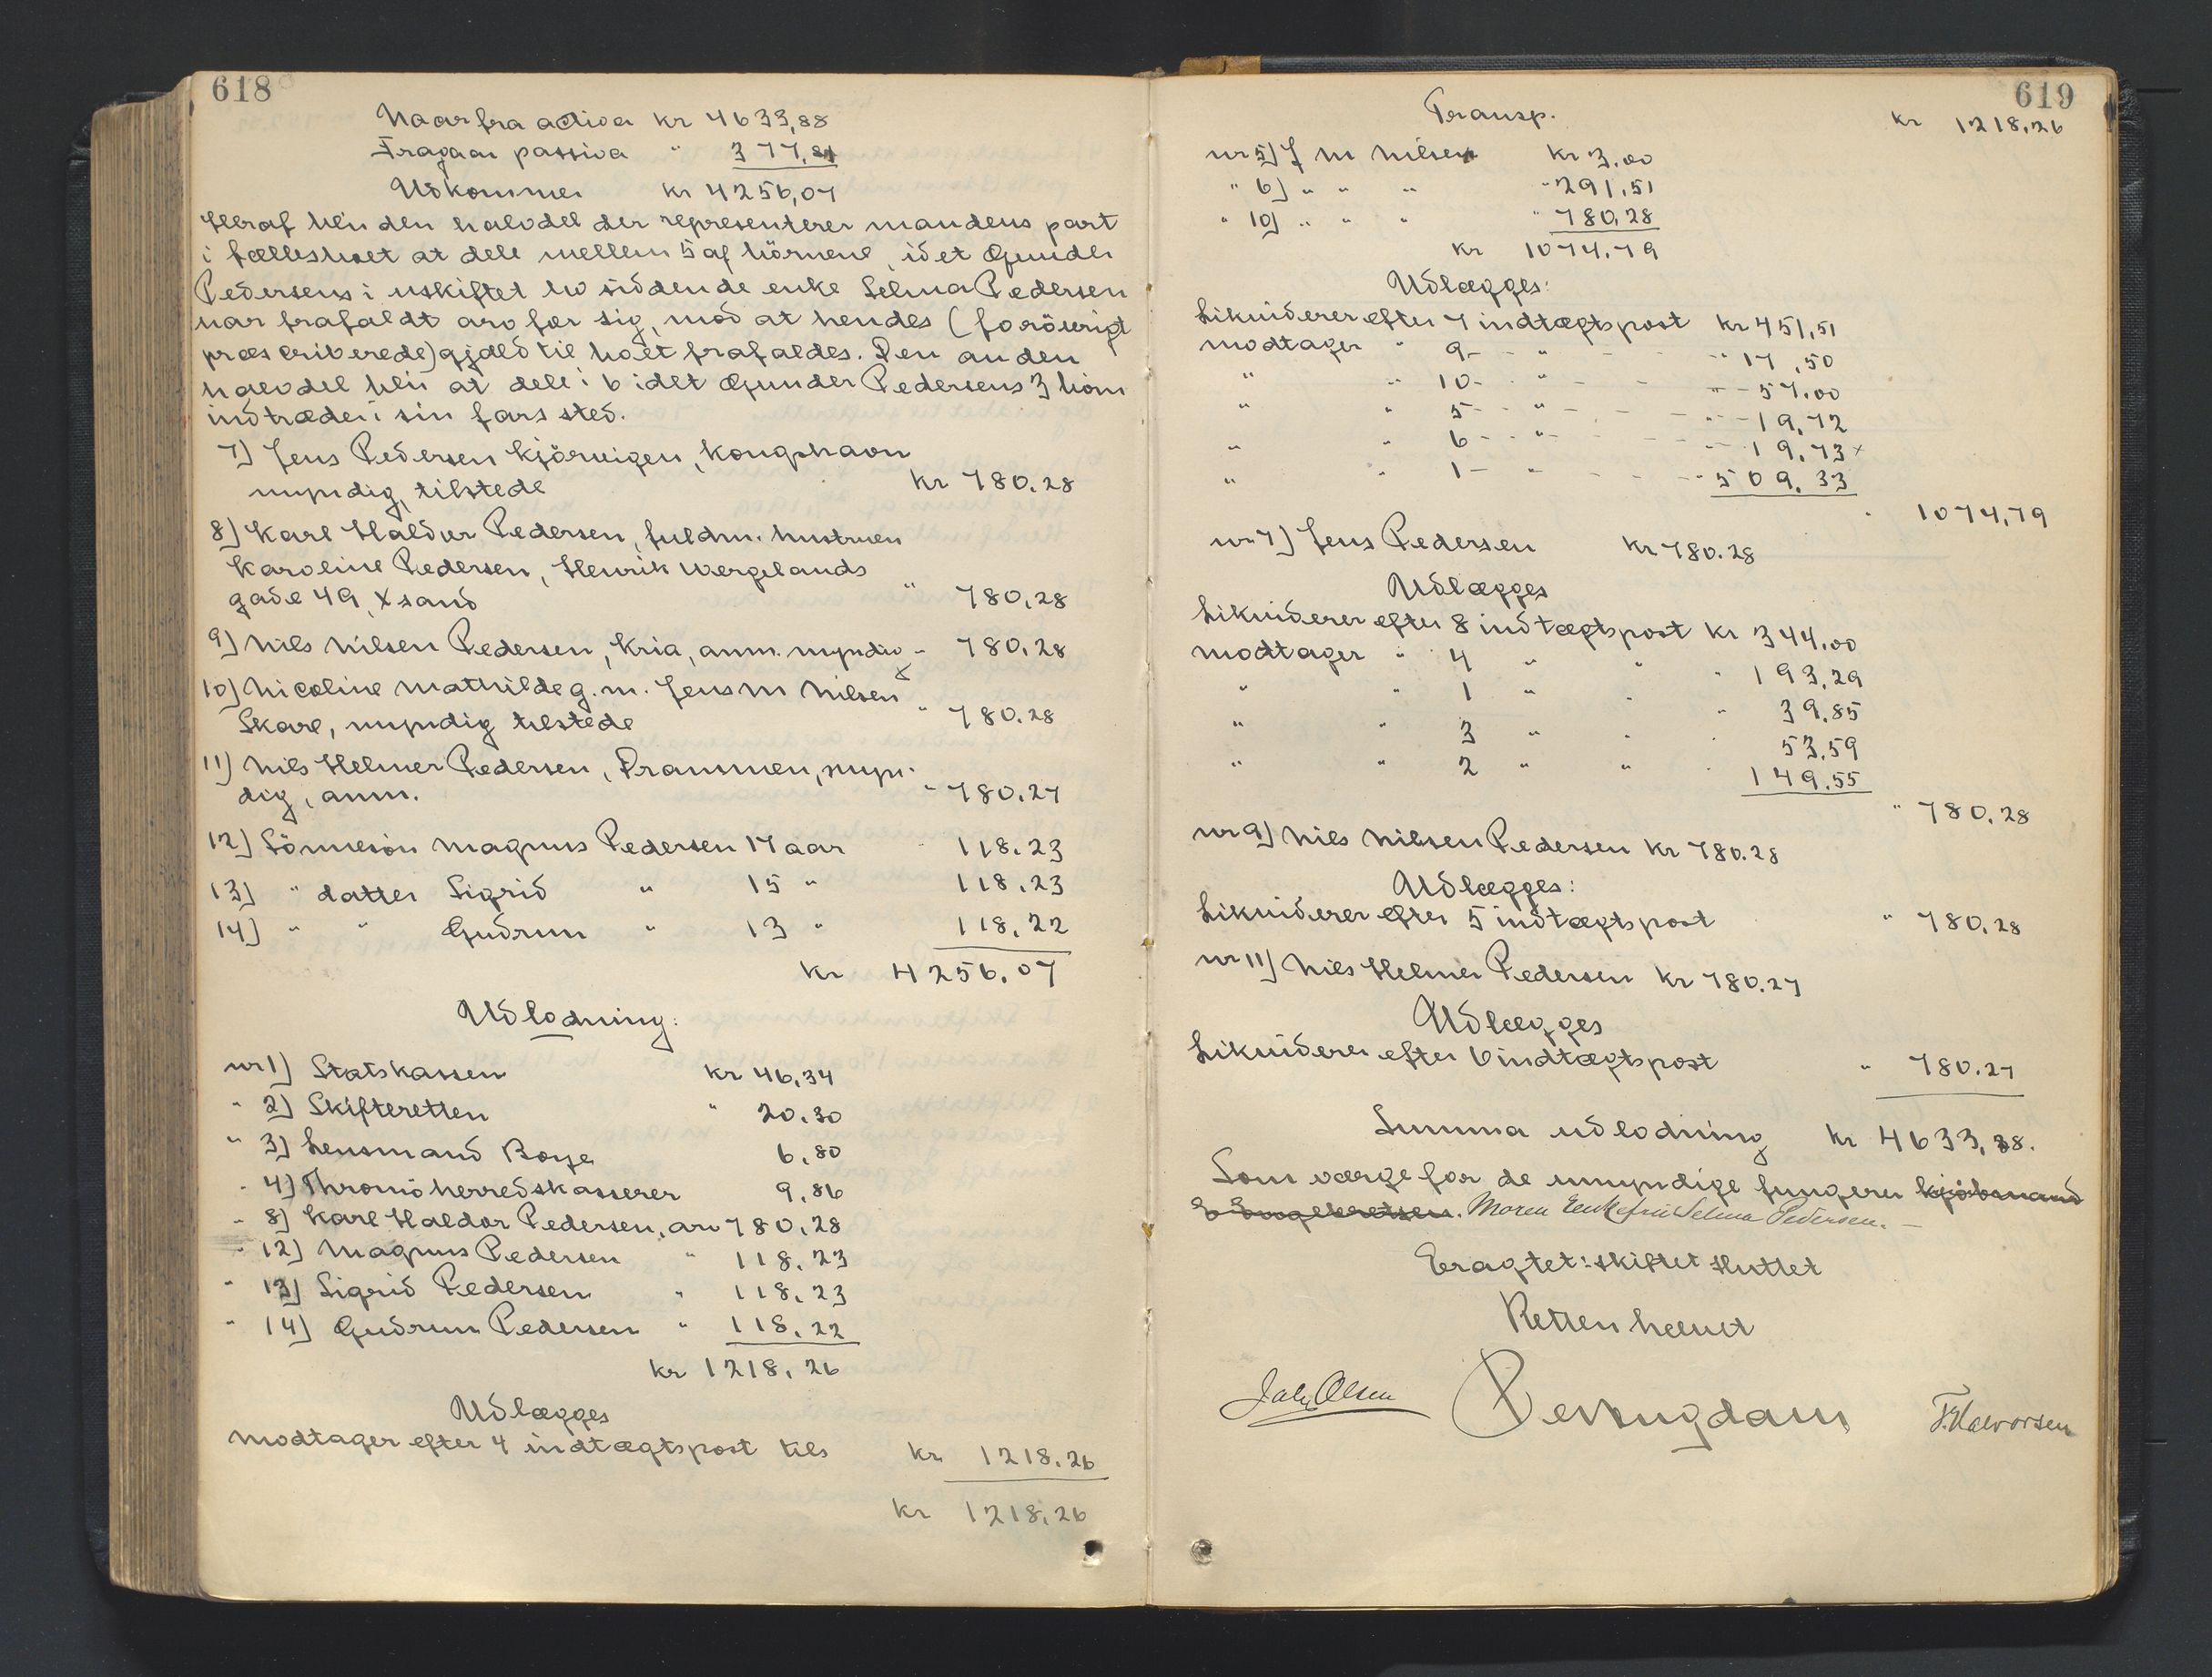 618
Naar fra activa kr 4633,88
Fragaar passiva " 377,81
Udkommer kr 4256,07
Heraf blir den halvdel der representerer mandens part
i fællesboet at dele mellem 5 af börnene, idet Gunder
Pedersens i uskiftet bo siddende enke Selma Pedersen
har frafaldt arv for sig, mod at hendes (foröurigt
præscriberede) gjæld til boet frafaldes. Den anden
halvdel blir at dele i 6 idet Gunder Pedersens 3 börn
indtræder i sin fars sted.
7) Jens Pedersen Kjörvigen, Kongshavn
myndig, tilstede kr 780.28
8) Karl Haldor Pedersen, fuldm. hustruen
Karoline Pedersen, Henrik Wergelands
gade 49, Xsand " 780,28
9) Nils Nilsen Pedersen, Kria, anm. myndig " 780,28
10) Nicoline Mathilde g. m. Jens M Nilsen
Skare, myndig tilstede " 780.28
11) Nils Helmer Pedersen, Drammen, myn-
dig, anm. " 780.27
12) Sönnesön Magnus Pedersen 17 aar " 118.23
13) " datter Sigrid " 15 " 118.23
14) " " Gudrun " 13 " 118,22
kr 4256.07
Udlodning:
nr 1) Statskassen kr 46,34
" 2) Skifteretten " 20.30
" 3) Lensmand Boye 6,80
" 4) Thromö herredskasserer 9,86
" 8) Karl Haldor Pedersen, arv 780,28
" 12) Magnus Pedersen " 118.23
" 13) Sigrid Pedersen " 118.23
" 14) Gudrun Pedersen " 118.22
kr 1218,26
Udlægges
Modtager efter 4 indtægtspost tils kr 1218.26
kr 1218,26
619
Transp. kr 1218,26
nr 5) J M Nilsen kr 3.00
" 6) " " " " 291,51
" 10) " " " " 780,28
kr 1074.79
Udlægges:
Likviderer efter 7 indtægtspost kr 451,51
modtager " 9 - " - " 17,50
" " 10 - " - " 57.00
" " 5 - " - " 19,72
" " 6 - " - " 19,73 x
" " 1 - " - " 509.33
" 1074,79
nr 7) Jens Pedersen kr 780.28
Udlægges
Likviderer efter 8 indtægtspost kr 344.00
modtager " 4 " " " 193,29
" " 1 " " " 39.85
" " 3 " " " 53,59
" " 2 " " " 149.55
" 780,28
nr 9) Nils Nilsen Pedersen kr 780.28
Udlægges:
Likviderer efter 5 indtægtspost " 780,28
nr 11) Nils Helmer Pedersen kr 780.27
Udlægges
Likviderer efter 6 indtægtspost " 780.27
Summa udlodning kr 4633,88.
Som værge for de umyndige fungerer kjöbmand
Moren Enkefru Selma Pedersen.
Eragtet: skiftet sluttet
Retten hævet
Olsen
T. Halvorsen